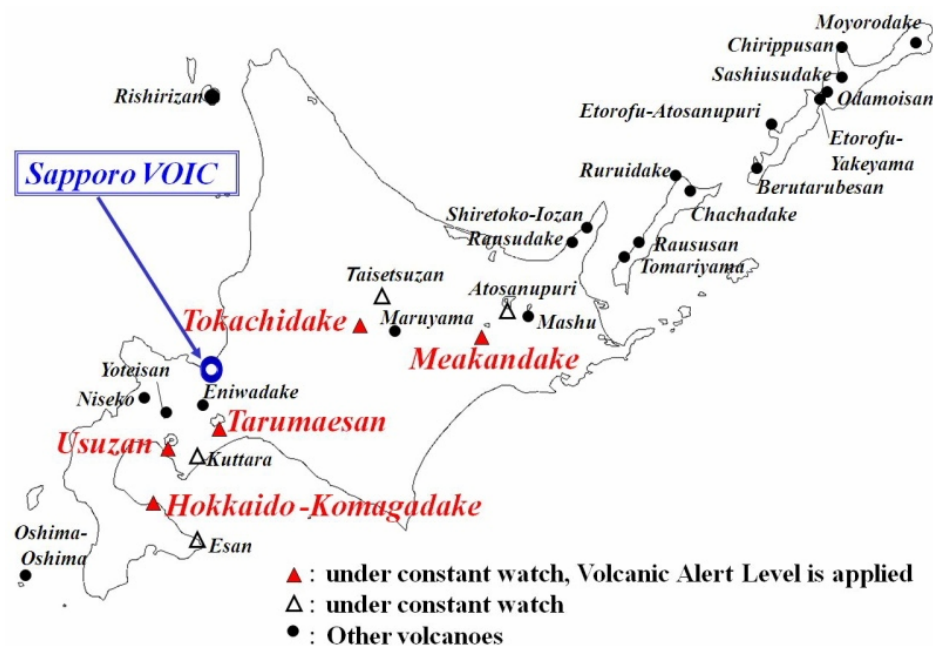 Moyorodake
Chirippusan
Sashiusudake
Rishirizan
Odamoisan
Etorofu-Atosanupuri
Etorofu-
Yakeyama
Sapporo VOIC
Ruruidake
Berutarubesan
Chachadake
Shiretoko-Iozan
Rausudake
Raususan
Tomariyama
Taisetsuzan
Atosanupuri
Tokachidake
Maruyama
Mashu
Meakandake
Yoteisan
Niseko
Eniwadake
Tarumaesan
Usuzan
Kuttara
Hokkaido-Komagadake
Oshima-
Oshima
Esan
▲ : under constant watch, Volcanic Alert Level is applied
△ : under constant watch
● : Other volcanoes